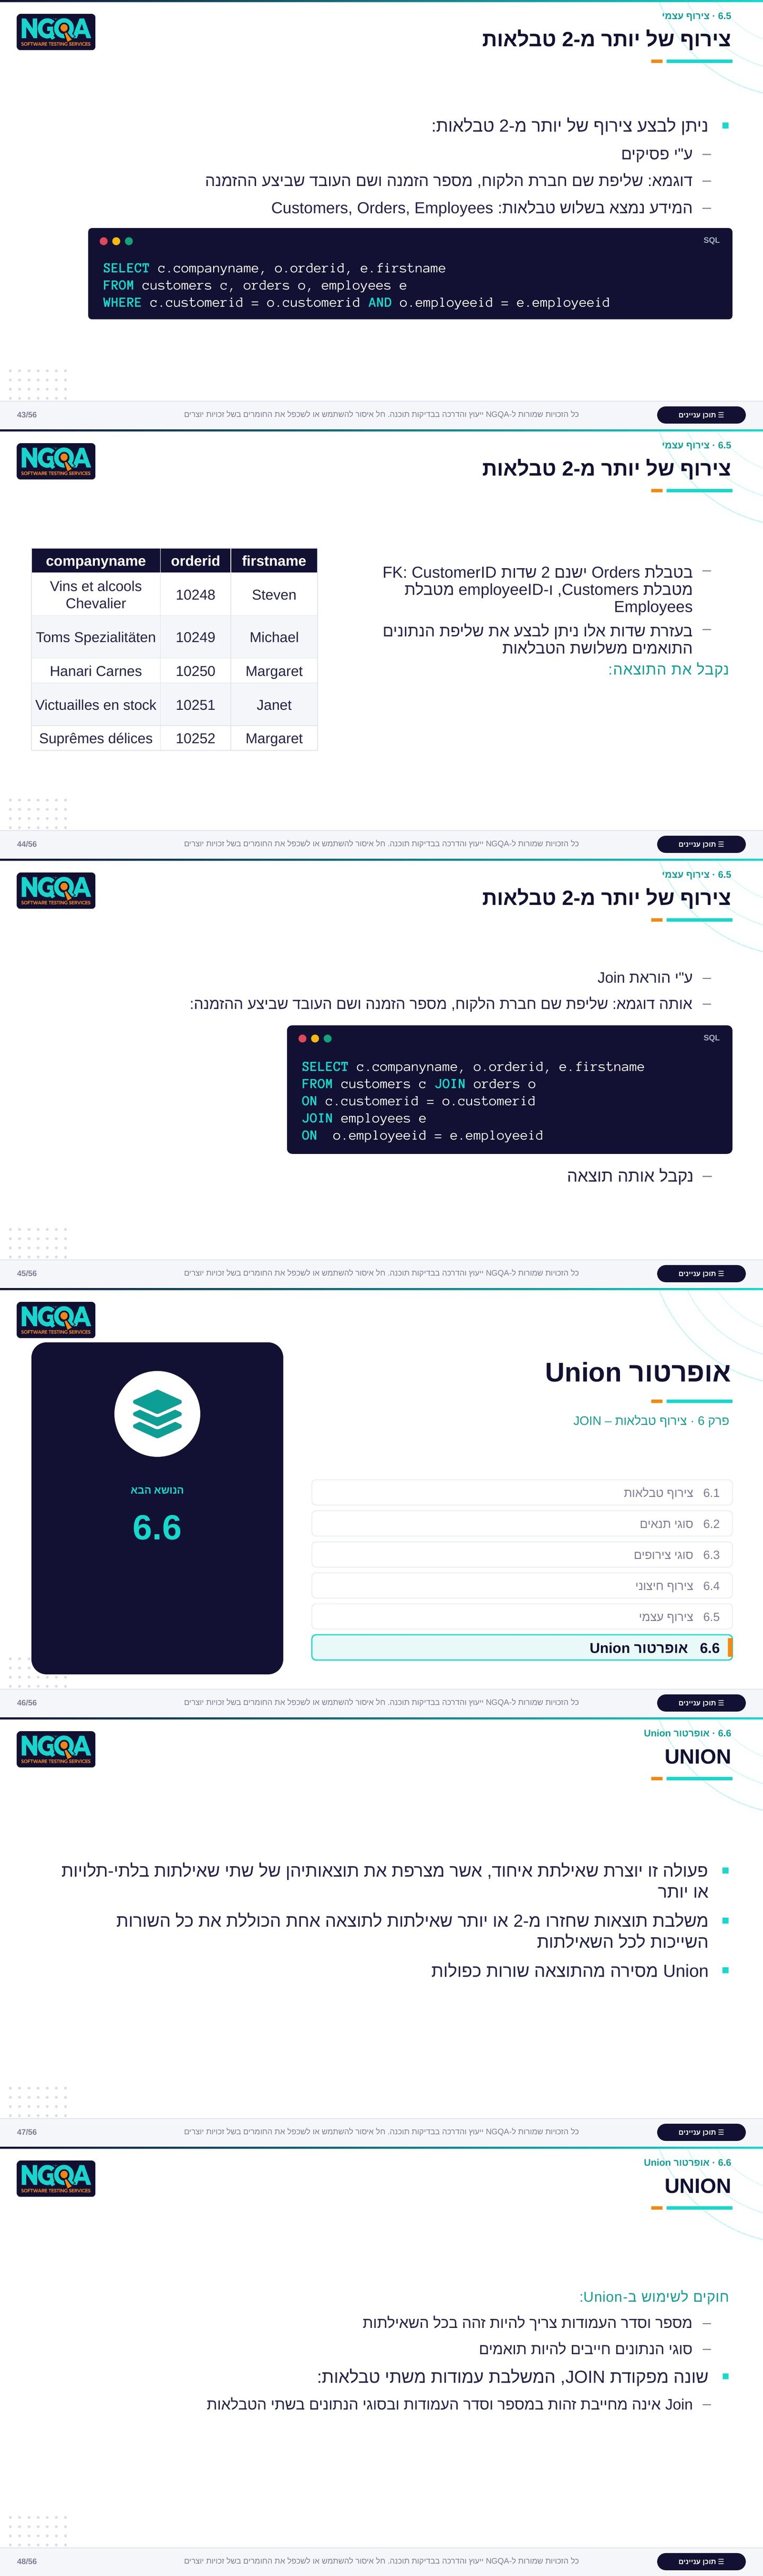 6.5 · צירוף עצמי
צירוף של יותר מ-2 טבלאות
NGQA
SOFTWARE TESTING SERVICES
ניתן לבצע צירוף של יותר מ-2 טבלאות:
– ע"י פסיקים
– דוגמא: שליפת שם חברת הלקוח, מספר הזמנה ושם העובד שביצע ההזמנה
– המידע נמצא בשלוש טבלאות: Customers, Orders, Employees
SQL
SELECT c.companyname, o.orderid, e.firstname
FROM customers c, orders o, employees e
WHERE c.customerid = o.customerid AND o.employeeid = e.employeeid
☰ תוכן עניינים
כל הזכויות שמורות ל-NGQA ייעוץ והדרכה בבדיקות תוכנה. חל איסור להשתמש או לשכפל את החומרים בשל זכויות יוצרים
43/56
6.5 · צירוף עצמי
צירוף של יותר מ-2 טבלאות
NGQA
SOFTWARE TESTING SERVICES
– בטבלת Orders ישנם 2 שדות FK: CustomerID
מטבלת Customers, ו-employeeID מטבלת
Employees
– בעזרת שדות אלו ניתן לבצע את שליפת הנתונים
התואמים משלושת הטבלאות
נקבל את התוצאה:
companyname orderid firstname
Vins et alcools
Chevalier 10248 Steven
Toms Spezialitäten 10249 Michael
Hanari Carnes 10250 Margaret
Victuailles en stock 10251 Janet
Suprêmes délices 10252 Margaret
☰ תוכן עניינים
כל הזכויות שמורות ל-NGQA ייעוץ והדרכה בבדיקות תוכנה. חל איסור להשתמש או לשכפל את החומרים בשל זכויות יוצרים
44/56
6.5 · צירוף עצמי
צירוף של יותר מ-2 טבלאות
NGQA
SOFTWARE TESTING SERVICES
– ע"י הוראת Join
– אותה דוגמא: שליפת שם חברת הלקוח, מספר הזמנה ושם העובד שביצע ההזמנה:
SQL
SELECT c.companyname, o.orderid, e.firstname
FROM customers c JOIN orders o
ON c.customerid = o.customerid
JOIN employees e
ON  o.employeeid = e.employeeid
– נקבל אותה תוצאה
☰ תוכן עניינים
כל הזכויות שמורות ל-NGQA ייעוץ והדרכה בבדיקות תוכנה. חל איסור להשתמש או לשכפל את החומרים בשל זכויות יוצרים
45/56
NGQA
SOFTWARE TESTING SERVICES
אופרטור Union
פרק 6 · צירוף טבלאות – JOIN
6.1 צירוף טבלאות
6.2 סוגי תנאים
6.3 סוגי צירופים
6.4 צירוף חיצוני
6.5 צירוף עצמי
6.6 אופרטור Union
הנושא הבא
6.6
☰ תוכן עניינים
כל הזכויות שמורות ל-NGQA ייעוץ והדרכה בבדיקות תוכנה. חל איסור להשתמש או לשכפל את החומרים בשל זכויות יוצרים
46/56
6.6 · אופרטור Union
UNION
NGQA
SOFTWARE TESTING SERVICES
פעולה זו יוצרת שאילתת איחוד, אשר מצרפת את תוצאותיהן של שתי שאילתות בלתי-תלויות
או יותר
משלבת תוצאות שחזרו מ-2 או יותר שאילתות לתוצאה אחת הכוללת את כל השורות
השייכות לכל השאילתות
Union מסירה מהתוצאה שורות כפולות
☰ תוכן עניינים
כל הזכויות שמורות ל-NGQA ייעוץ והדרכה בבדיקות תוכנה. חל איסור להשתמש או לשכפל את החומרים בשל זכויות יוצרים
47/56
6.6 · אופרטור Union
UNION
NGQA
SOFTWARE TESTING SERVICES
חוקים לשימוש ב-Union:
– מספר וסדר העמודות צריך להיות זהה בכל השאילתות
– סוגי הנתונים חייבים להיות תואמים
שונה מפקודת JOIN, המשלבת עמודות משתי טבלאות:
– Join אינה מחייבת זהות במספר וסדר העמודות ובסוגי הנתונים בשתי הטבלאות
☰ תוכן עניינים
כל הזכויות שמורות ל-NGQA ייעוץ והדרכה בבדיקות תוכנה. חל איסור להשתמש או לשכפל את החומרים בשל זכויות יוצרים
48/56